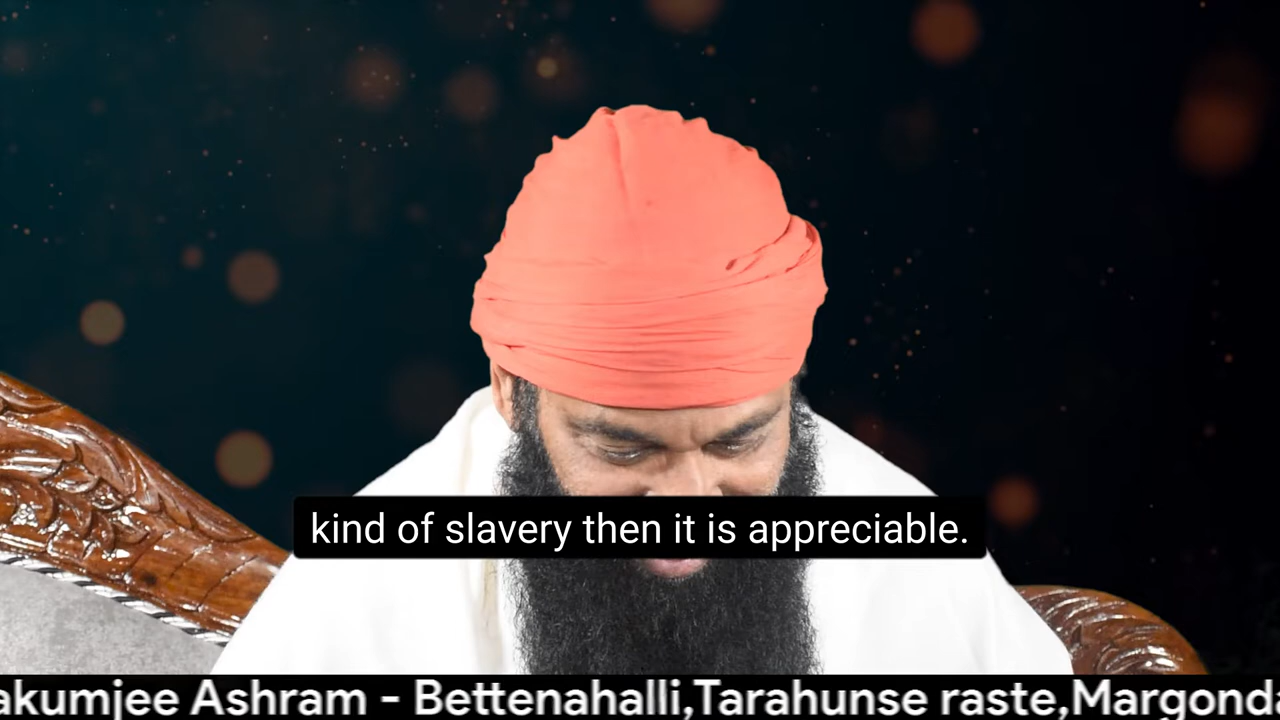 kind of slavery then it is appreciable.
akumjee Ashram - Bettenahalli,Tarahunse raste,Margonda